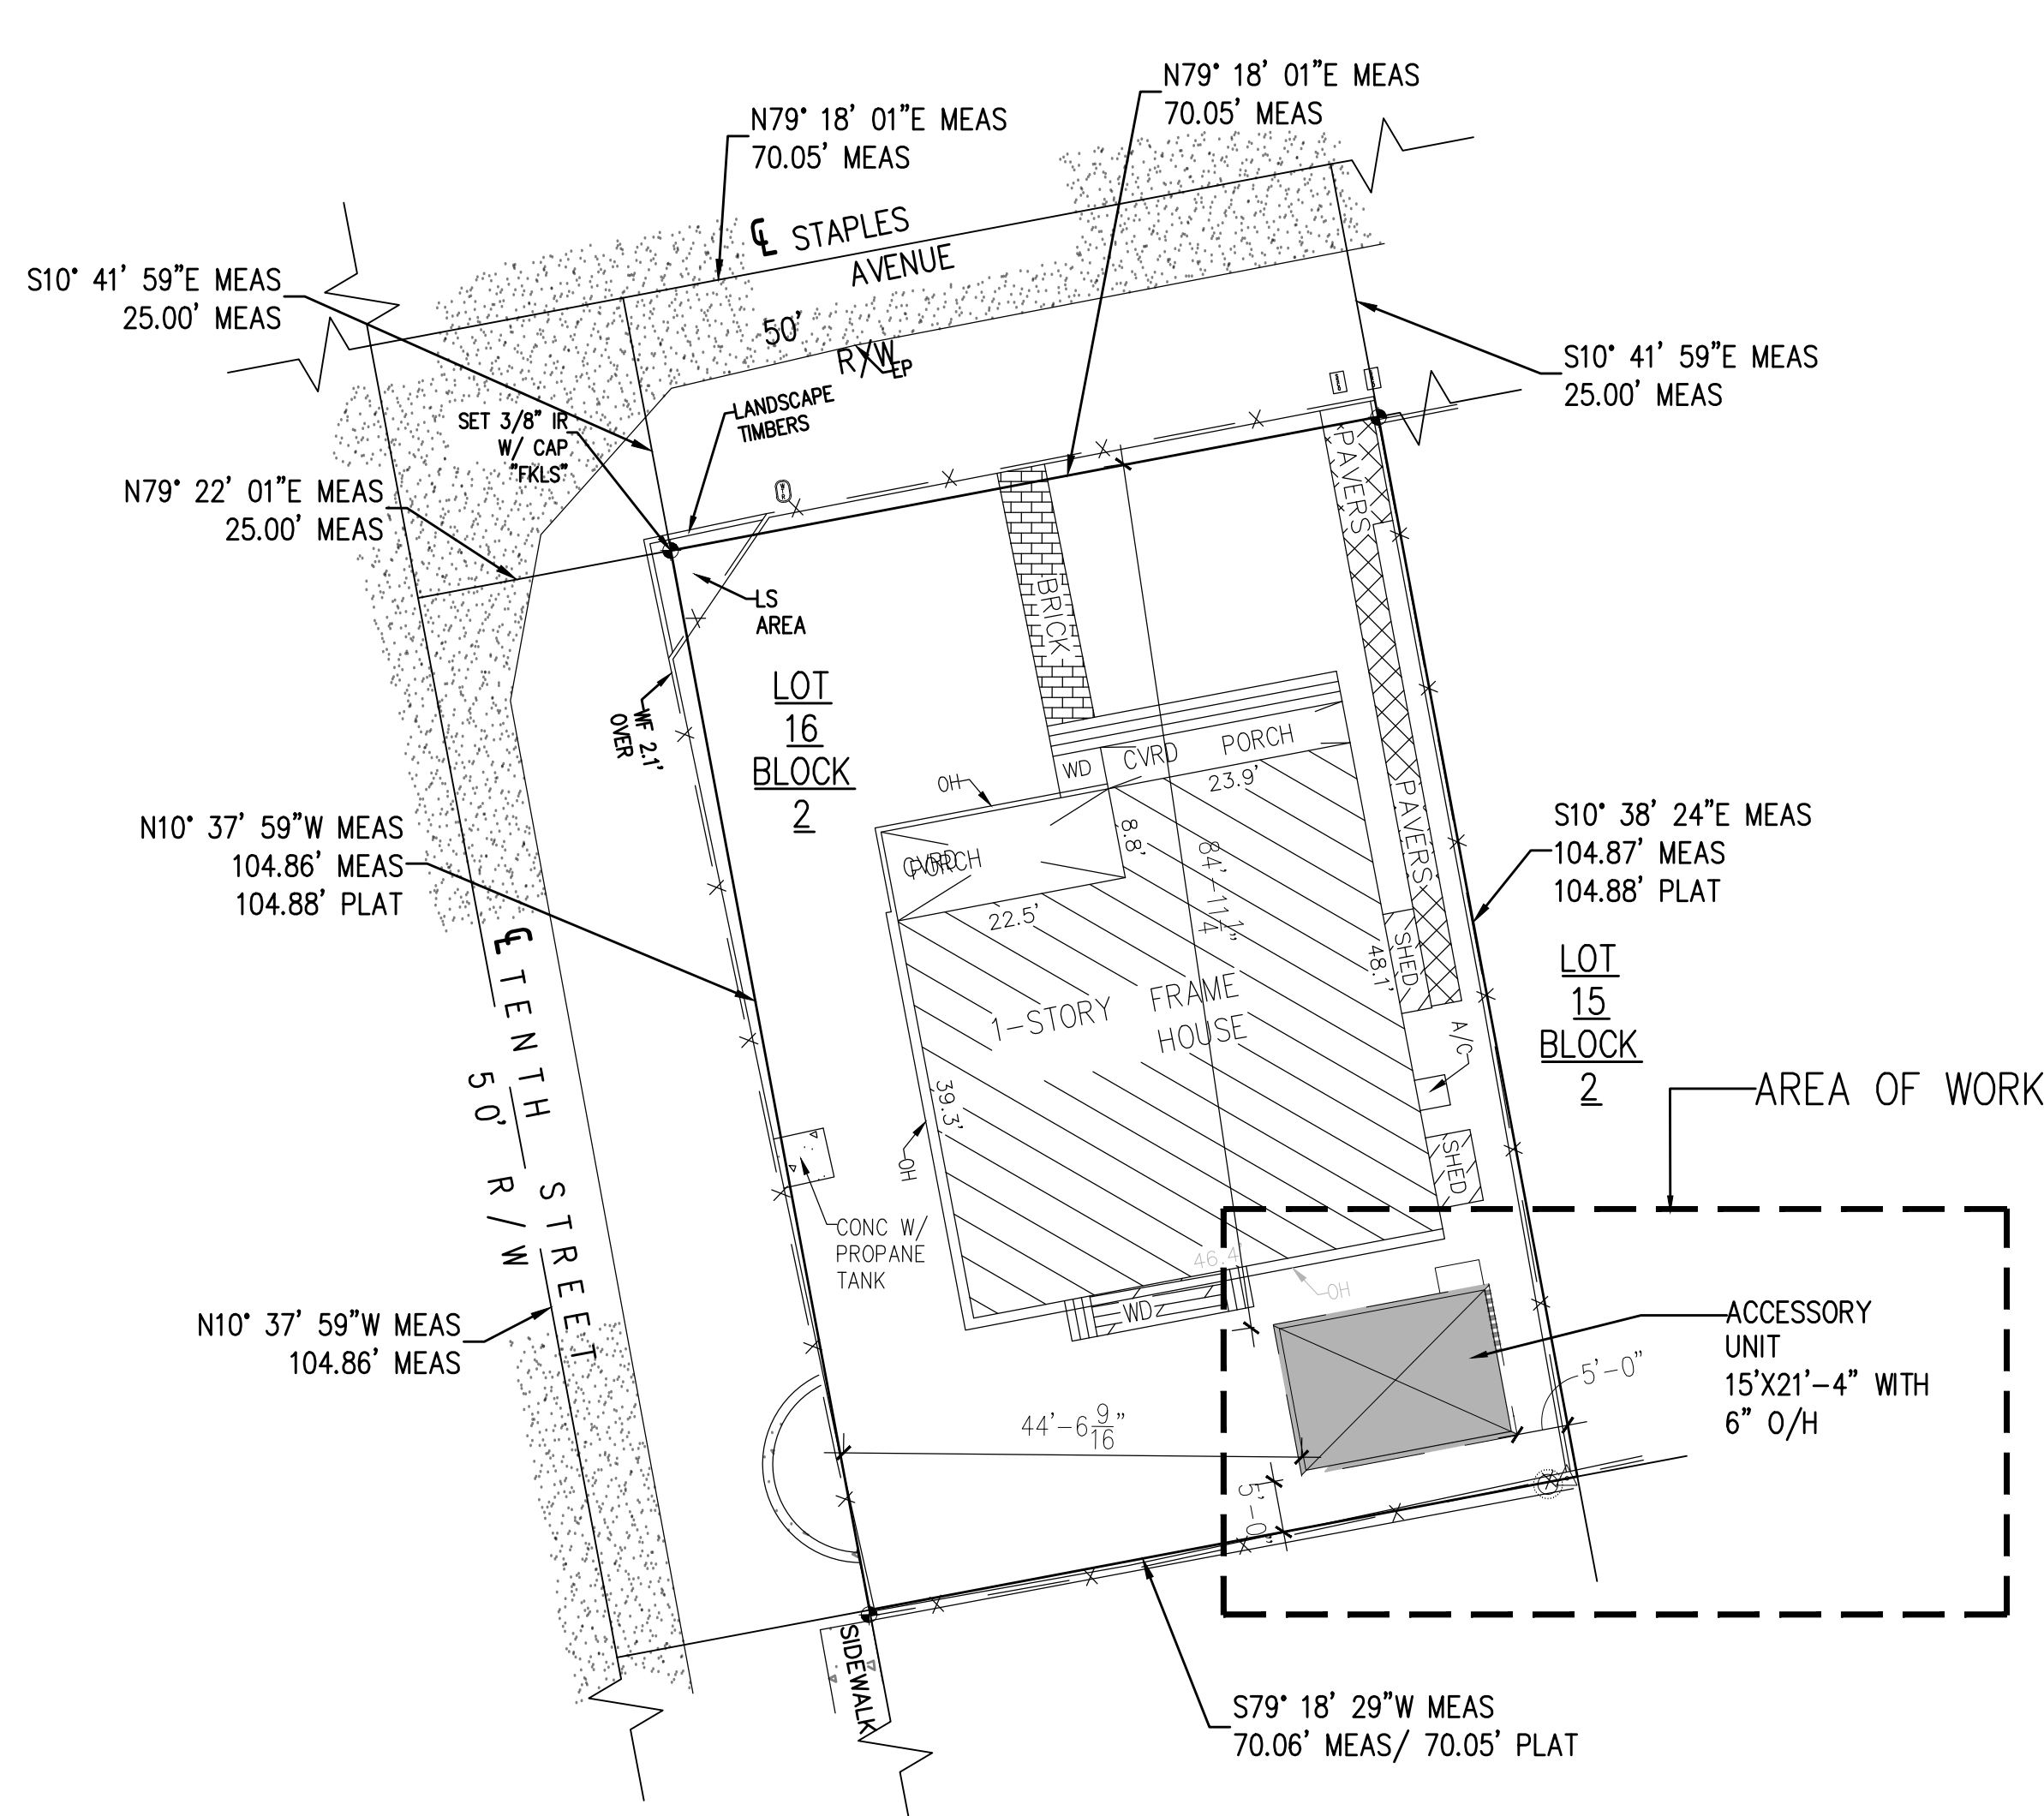 N79° 18' 01"E MEAS
70.05' MEAS
N79° 18' 01"E MEAS
70.05' MEAS
℄ STAPLES
AVENUE
50'
R/W
EP
S10° 41' 59"E MEAS
25.00' MEAS
S10° 41' 59"E MEAS
25.00' MEAS
SET 3/8" IR
W/ CAP
"FKLS"
LANDSCAPE
TIMBERS
N79° 22' 01"E MEAS
25.00' MEAS
LS
AREA
WF 2.1'
OVER
LOT
16
BLOCK
2
BRICK
PAVERS
PAVERS
WD
CVRD PORCH
23.9'
OH
CVRD
PORCH
8.8'
22.5'
84'-11 1/4"
N10° 37' 59"W MEAS
104.86' MEAS
104.88' PLAT
S10° 38' 24"E MEAS
104.87' MEAS
104.88' PLAT
LOT
15
BLOCK
2
SHED
48.1'
1-STORY FRAME
HOUSE
A/C
℄ TENTH STREET
50' R/W
39.3'
OH
SHED
AREA OF WORK
CONC W/
PROPANE
TANK
46.4'
OH
WD
N10° 37' 59"W MEAS
104.86' MEAS
ACCESSORY
UNIT
15'X21'-4" WITH
6" O/H
5'-0"
44'-6 9/16"
5'-0"
SIDEWALK
S79° 18' 29"W MEAS
70.06' MEAS/ 70.05' PLAT